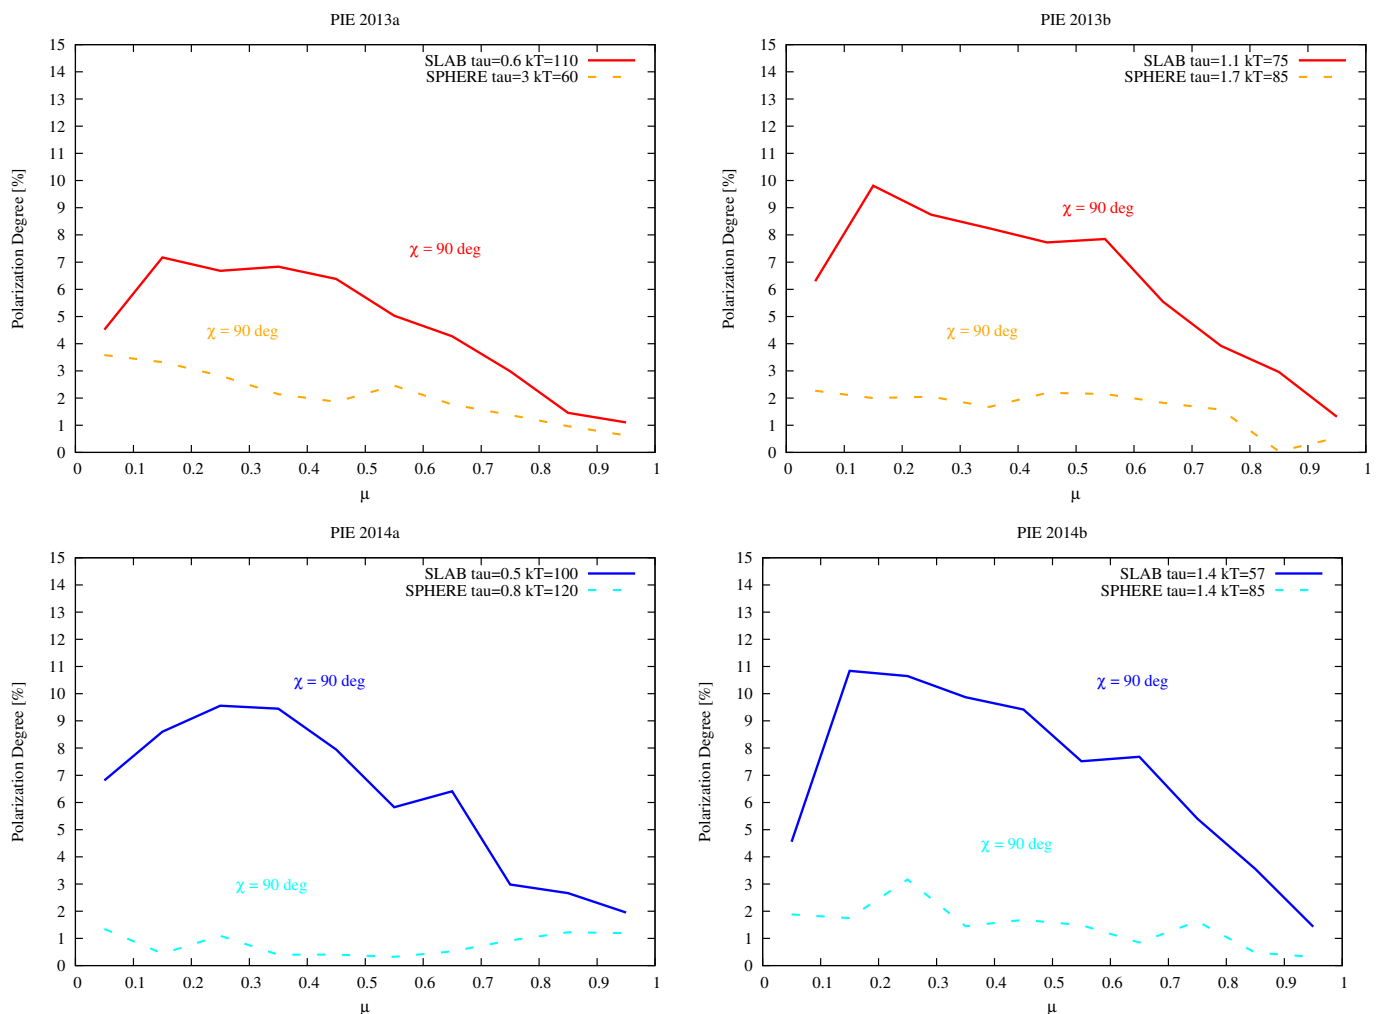 PIE 2013a
15
14
13
12
11
10
9
8
7
6
5
4
3
2
1
0
Polarization Degree [%]
SLAB tau=0.6 kT=110
SPHERE tau=3 kT=60
χ = 90 deg
χ = 90 deg
0 0.1 0.2 0.3 0.4 0.5 0.6 0.7 0.8 0.9 1
μ
PIE 2013b
15
14
13
12
11
10
9
8
7
6
5
4
3
2
1
0
Polarization Degree [%]
SLAB tau=1.1 kT=75
SPHERE tau=1.7 kT=85
χ = 90 deg
χ = 90 deg
0 0.1 0.2 0.3 0.4 0.5 0.6 0.7 0.8 0.9 1
μ
PIE 2014a
15
14
13
12
11
10
9
8
7
6
5
4
3
2
1
0
Polarization Degree [%]
SLAB tau=0.5 kT=100
SPHERE tau=0.8 kT=120
χ = 90 deg
χ = 90 deg
0 0.1 0.2 0.3 0.4 0.5 0.6 0.7 0.8 0.9 1
μ
PIE 2014b
15
14
13
12
11
10
9
8
7
6
5
4
3
2
1
0
Polarization Degree [%]
SLAB tau=1.4 kT=57
SPHERE tau=1.4 kT=85
χ = 90 deg
χ = 90 deg
0 0.1 0.2 0.3 0.4 0.5 0.6 0.7 0.8 0.9 1
μ